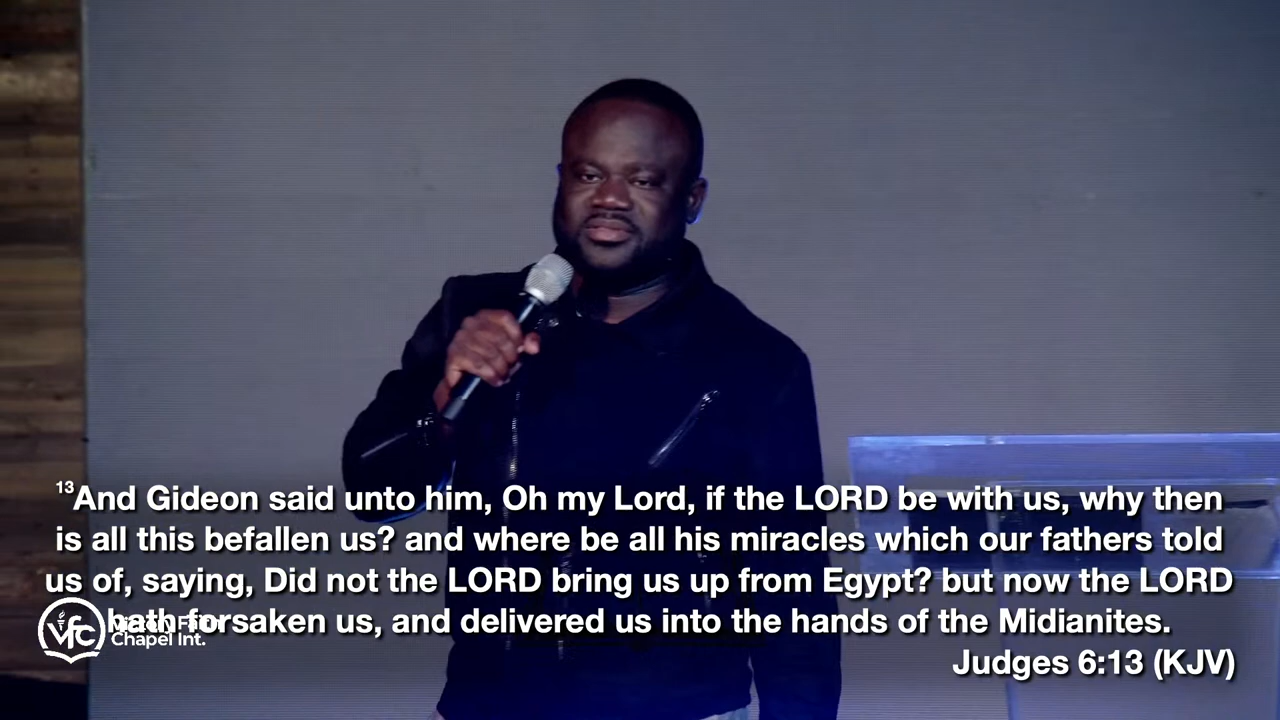 ¹³And Gideon said unto him, Oh my Lord, if the LORD be with us, why then
is all this befallen us? and where be all his miracles which our fathers told
us of, saying, Did not the LORD bring us up from Egypt? but now the LORD
hath forsaken us, and delivered us into the hands of the Midianites.
Judges 6:13 (KJV)
vfc
Chapel Int.